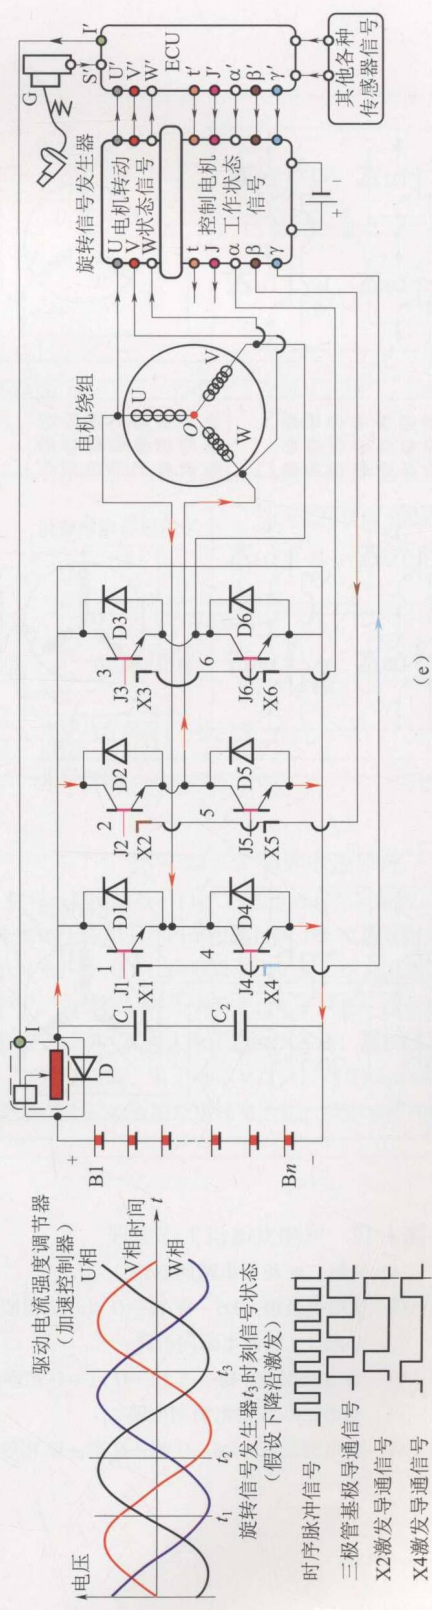 驱动电流强度调节器
(加速控制器)
电压
U相
V相
时间
t
W相
t₁
t₂
t₃
旋转信号发生器t₃时刻信号状态
(假设下降沿激发)
时序脉冲信号
三极管基极导通信号
X2激发导通信号
X4激发导通信号
I
D
+
B1
Bn
−
C₁
C₂
1
J1
X1
D1
2
J2
X2
D2
3
J3
X3
D3
4
J4
X4
D4
5
J5
X5
D5
6
J6
X6
D6
电机绕组
U
V
W
O
旋转信号发生器
U
V
W
电机转动
状态信号
U′
V′
W′
t
J
α
β
γ
控制电机
工作状态
信号
t′
J′
α′
β′
γ′
+
−
G
S′
I′
ECU
其他各种
传感器信号
(e)